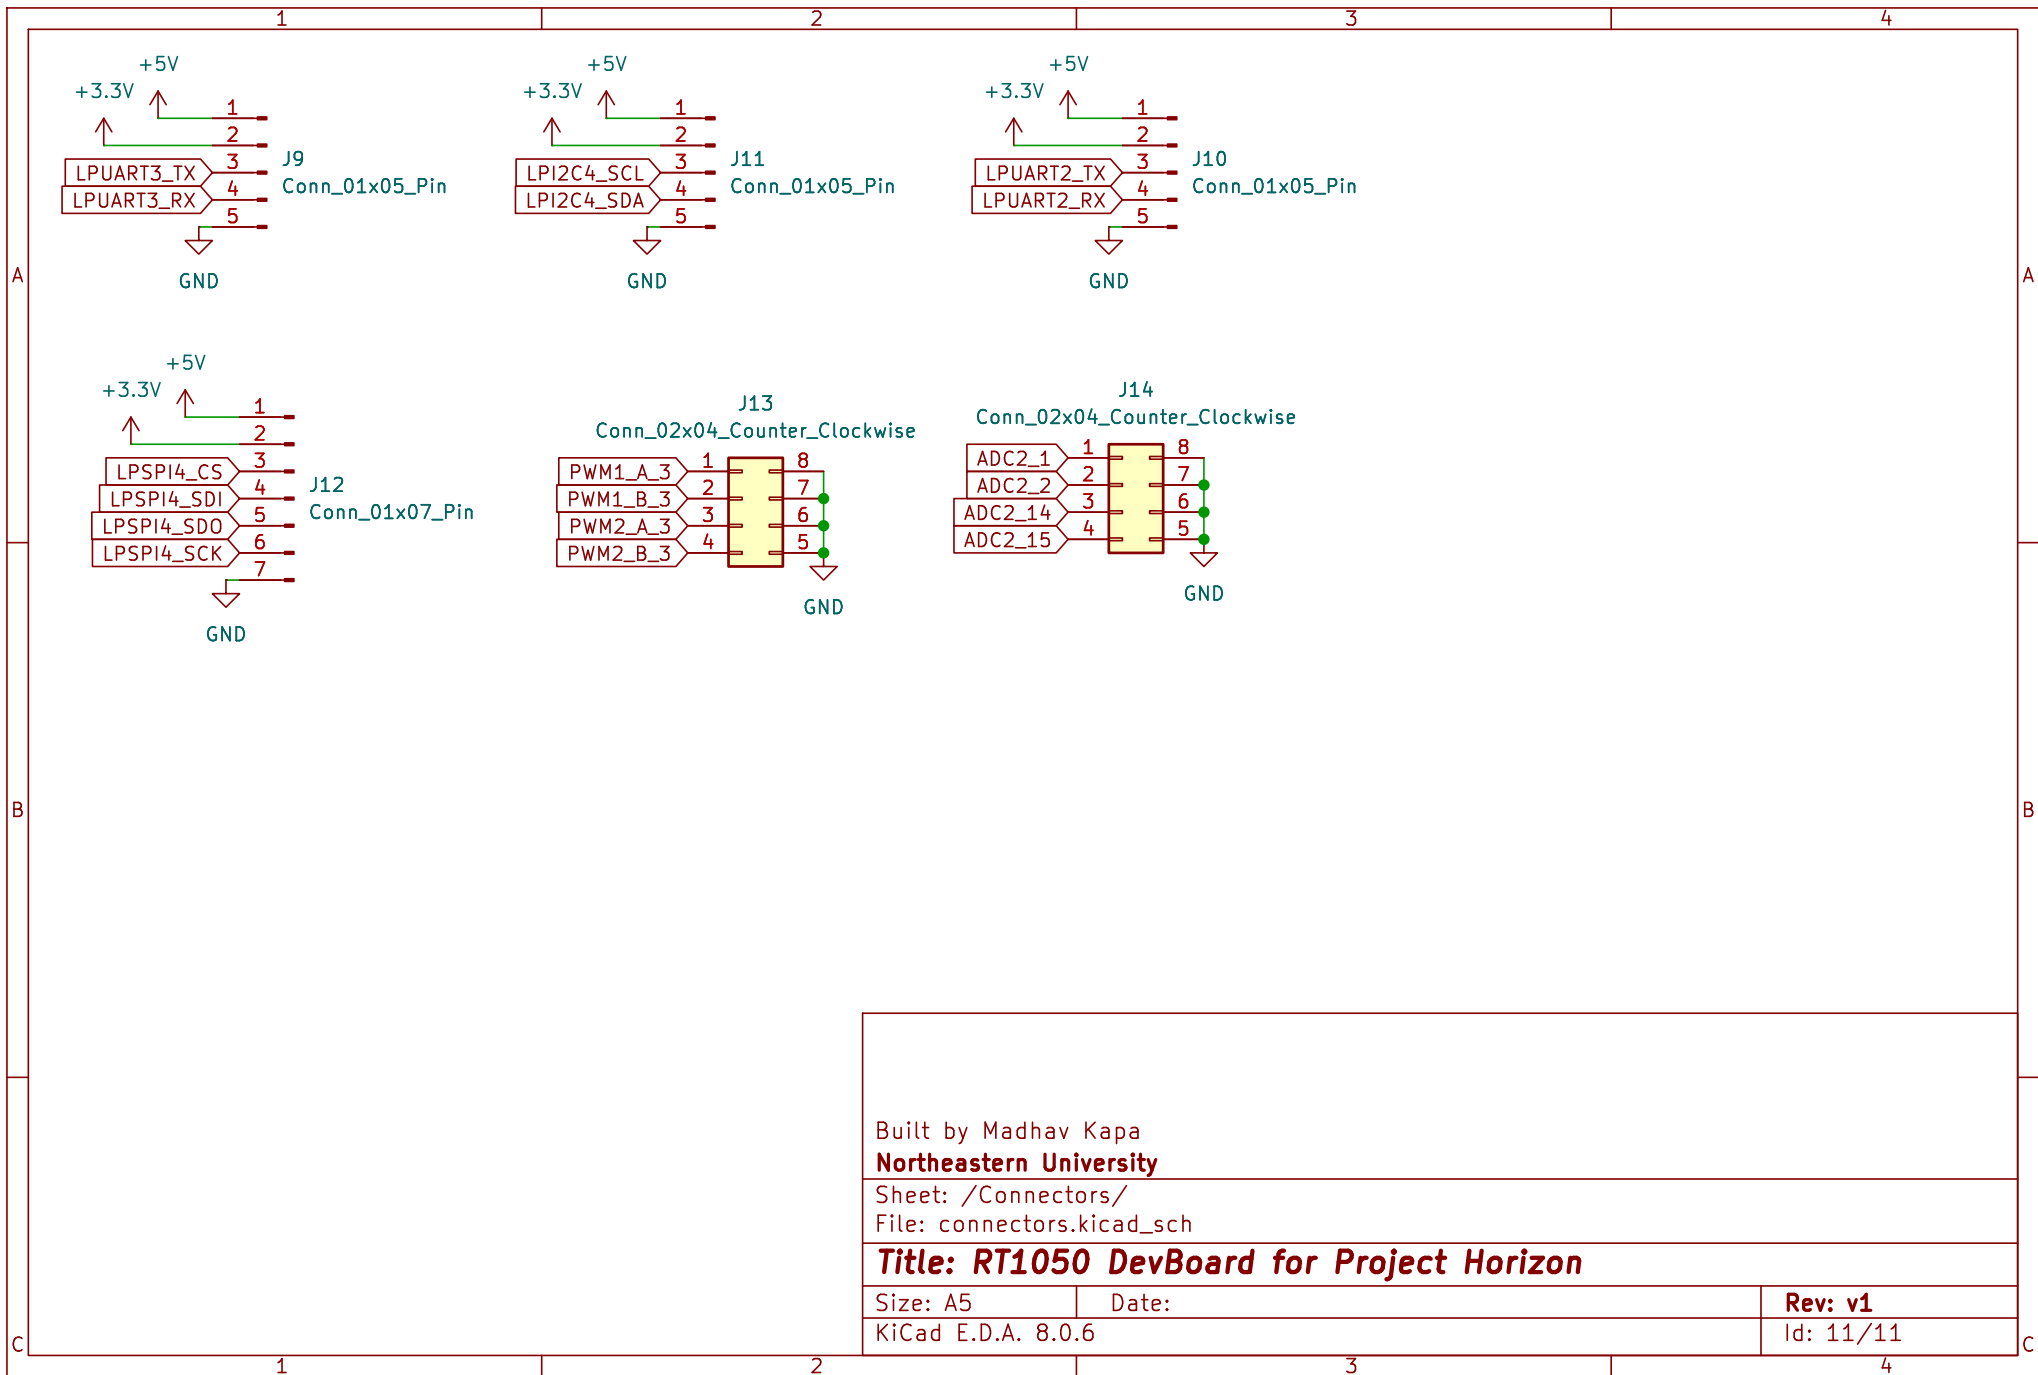 1 2 3 4
+5V
+3.3V
1
2
LPUART3_TX 3
LPUART3_RX 4
5
J9
Conn_01x05_Pin
GND
+5V
+3.3V
1
2
LPI2C4_SCL 3
LPI2C4_SDA 4
5
J11
Conn_01x05_Pin
GND
+5V
+3.3V
1
2
LPUART2_TX 3
LPUART2_RX 4
5
J10
Conn_01x05_Pin
GND
A A
+5V
+3.3V
1
2
LPSPI4_CS 3
LPSPI4_SDI 4
LPSPI4_SDO 5
LPSPI4_SCK 6
7
J12
Conn_01x07_Pin
GND
J13
Conn_02x04_Counter_Clockwise
PWM1_A_3 1 8
PWM1_B_3 2 7
PWM2_A_3 3 6
PWM2_B_3 4 5
GND
J14
Conn_02x04_Counter_Clockwise
ADC2_1 1 8
ADC2_2 2 7
ADC2_14 3 6
ADC2_15 4 5
GND
B B
Built by Madhav Kapa
Northeastern University
Sheet: /Connectors/
File: connectors.kicad_sch
Title: RT1050 DevBoard for Project Horizon
Size: A5 Date: Rev: v1
KiCad E.D.A. 8.0.6 Id: 11/11
C C
1 2 3 4